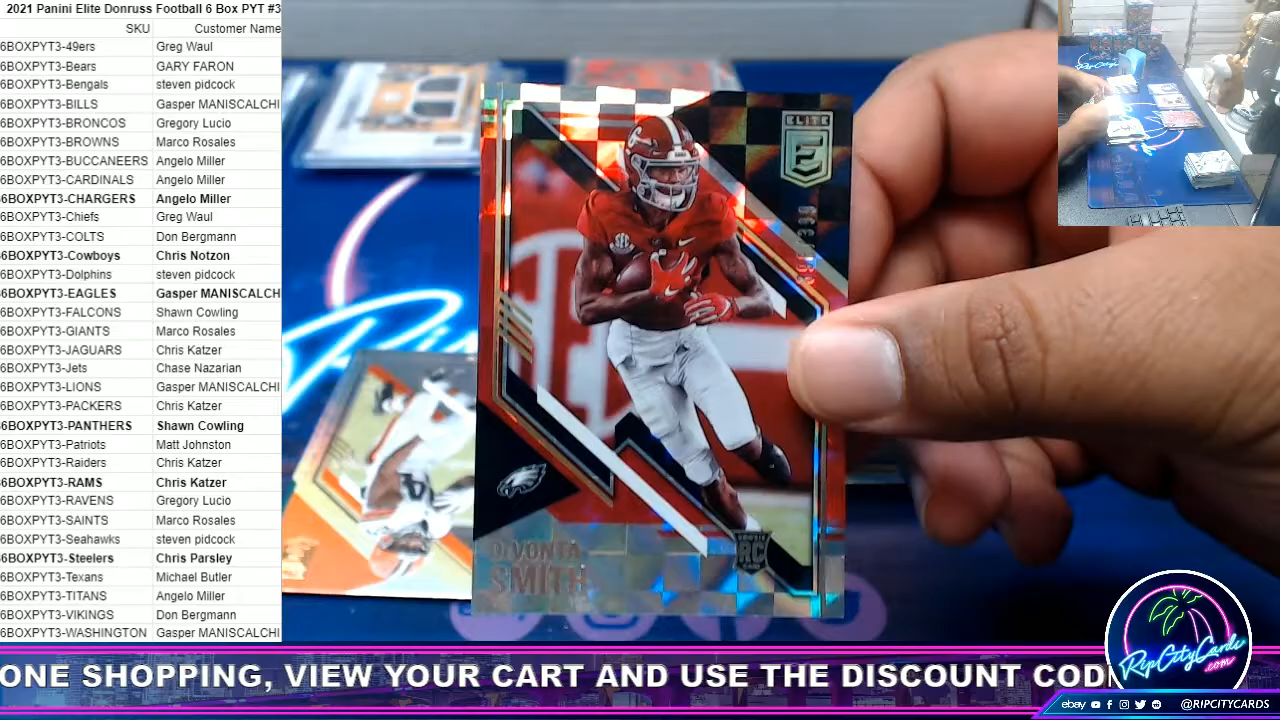 2021 Panini Elite Donruss Football 6 Box PYT #3
SKU Customer Name
6BOXPYT3-49ers Greg Waul
6BOXPYT3-Bears GARY FARON
6BOXPYT3-Bengals steven pidcock
6BOXPYT3-BILLS Gasper MANISCALCHI
6BOXPYT3-BRONCOS Gregory Lucio
6BOXPYT3-BROWNS Marco Rosales
6BOXPYT3-BUCCANEERS Angelo Miller
6BOXPYT3-CARDINALS Angelo Miller
6BOXPYT3-CHARGERS Angelo Miller
6BOXPYT3-Chiefs Greg Waul
6BOXPYT3-COLTS Don Bergmann
6BOXPYT3-Cowboys Chris Notzon
6BOXPYT3-Dolphins steven pidcock
6BOXPYT3-EAGLES Gasper MANISCALCH
6BOXPYT3-FALCONS Shawn Cowling
6BOXPYT3-GIANTS Marco Rosales
6BOXPYT3-JAGUARS Chris Katzer
6BOXPYT3-Jets Chase Nazarian
6BOXPYT3-LIONS Gasper MANISCALCHI
6BOXPYT3-PACKERS Chris Katzer
6BOXPYT3-PANTHERS Shawn Cowling
6BOXPYT3-Patriots Matt Johnston
6BOXPYT3-Raiders Chris Katzer
6BOXPYT3-RAMS Chris Katzer
6BOXPYT3-RAVENS Gregory Lucio
6BOXPYT3-SAINTS Marco Rosales
6BOXPYT3-Seahawks steven pidcock
6BOXPYT3-Steelers Chris Parsley
6BOXPYT3-Texans Michael Butler
6BOXPYT3-TITANS Angelo Miller
6BOXPYT3-VIKINGS Don Bergmann
6BOXPYT3-WASHINGTON Gasper MANISCALCHI
ELITE
E
SEC
DEVONTA
SMITH
ROOKIE
RC
CARD
ONE SHOPPING, VIEW YOUR CART AND USE THE DISCOUNT COD
RipCityCards
.com
ebay @RIPCITYCARDS